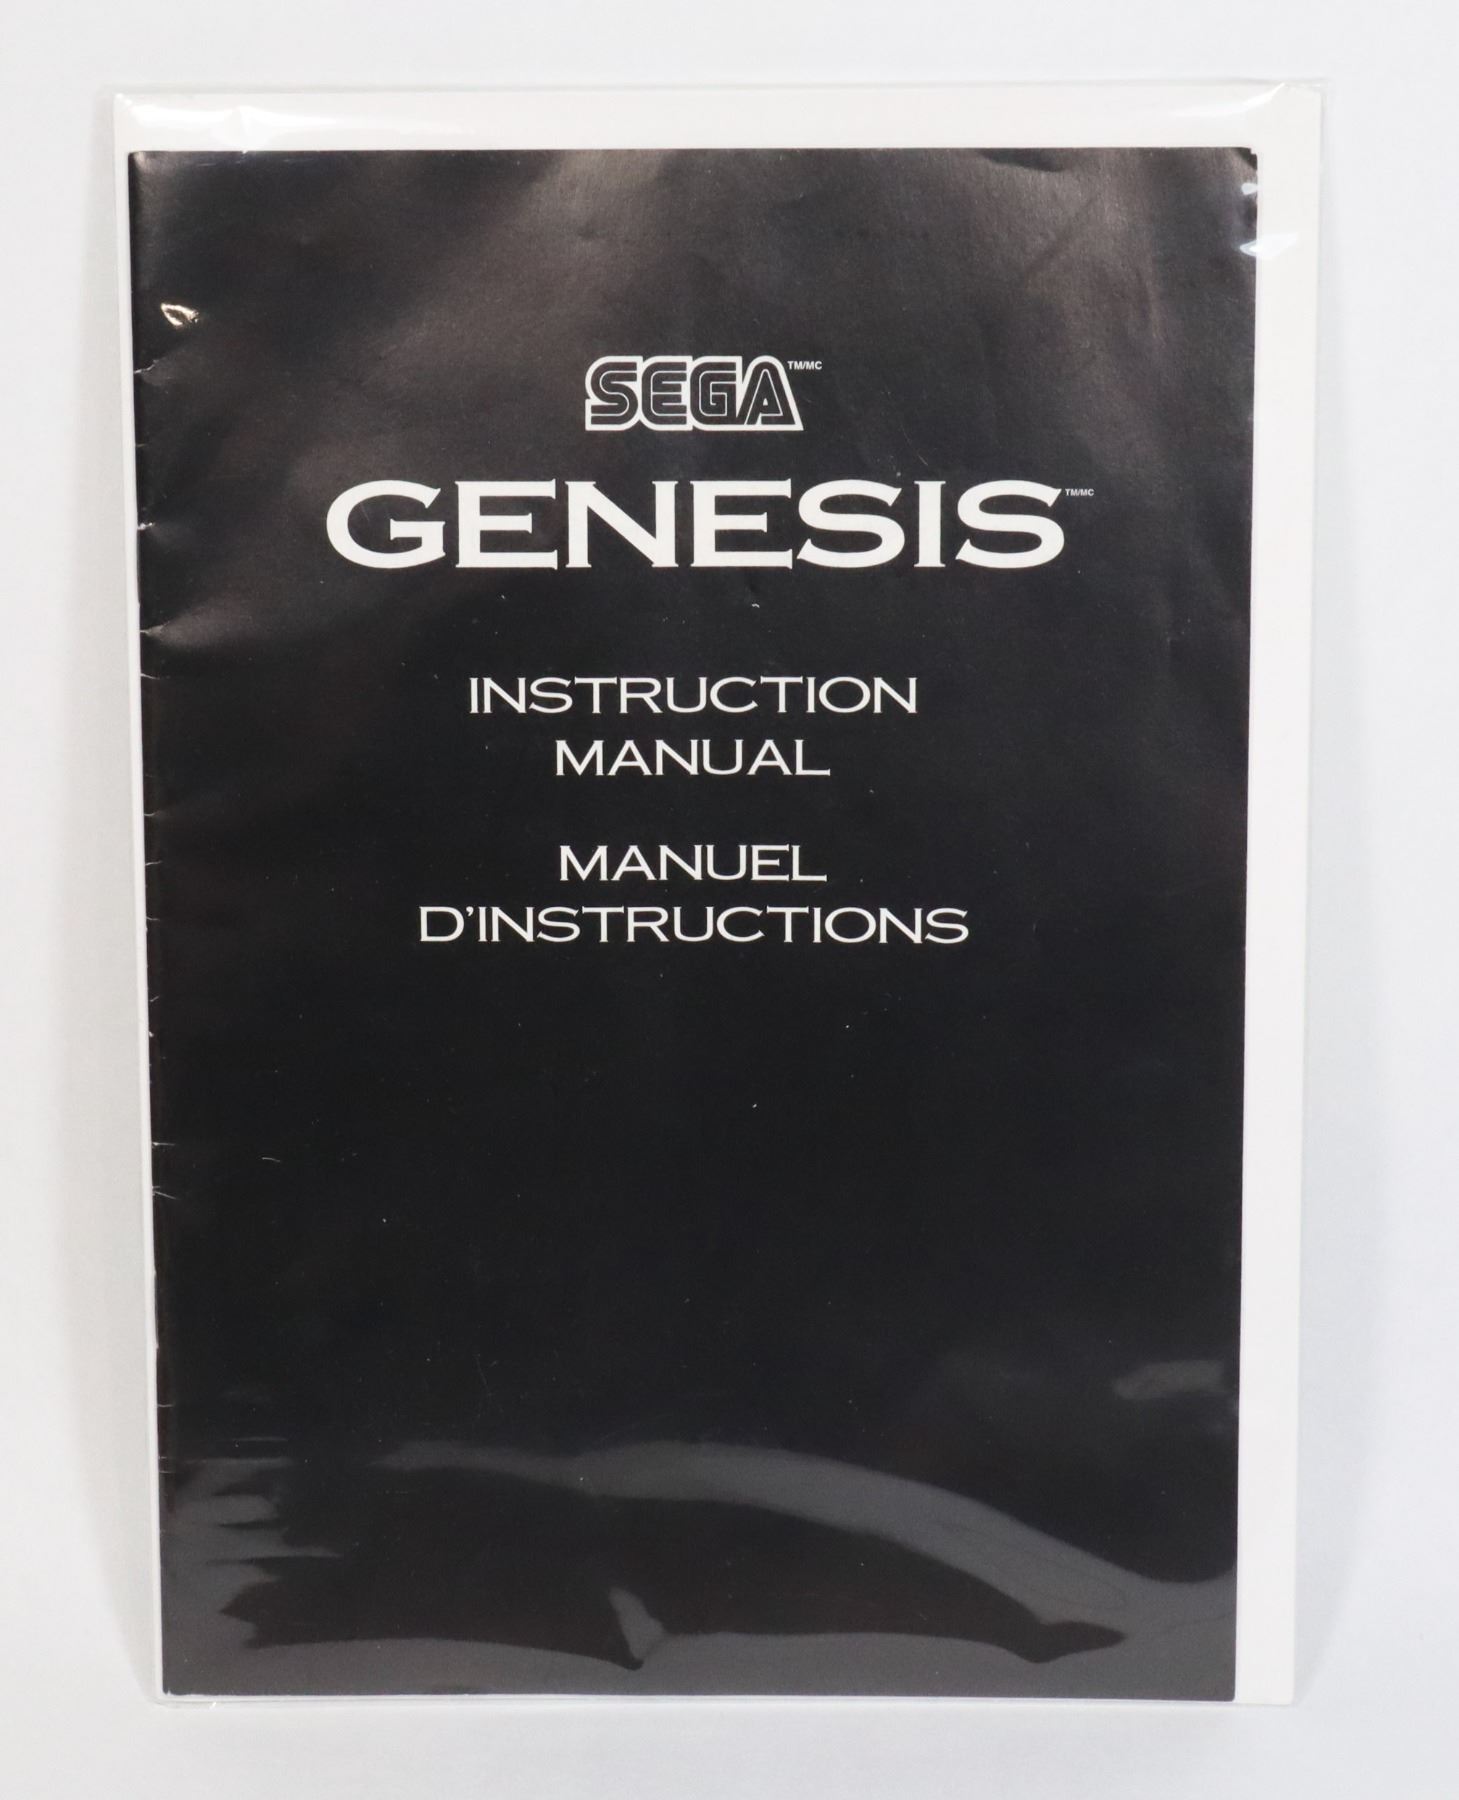 SEGA™/MC
GENESIS™/MC
INSTRUCTION
MANUAL
MANUEL
D'INSTRUCTIONS